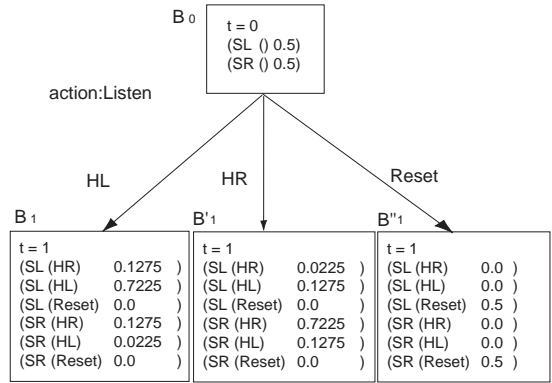 B 0
t = 0
(SL () 0.5)
(SR () 0.5)
action:Listen
HL
HR
Reset
B 1
t = 1
(SL (HR) 0.1275 )
(SL (HL) 0.7225 )
(SL (Reset) 0.0 )
(SR (HR) 0.1275 )
(SR (HL) 0.0225 )
(SR (Reset) 0.0 )
B' 1
t = 1
(SL (HR) 0.0225 )
(SL (HL) 0.1275 )
(SL (Reset) 0.0 )
(SR (HR) 0.7225 )
(SR (HL) 0.1275 )
(SR (Reset) 0.0 )
B" 1
t = 1
(SL (HR) 0.0 )
(SL (HL) 0.0 )
(SL (Reset) 0.5 )
(SR (HR) 0.0 )
(SR (HL) 0.0 )
(SR (Reset) 0.5 )